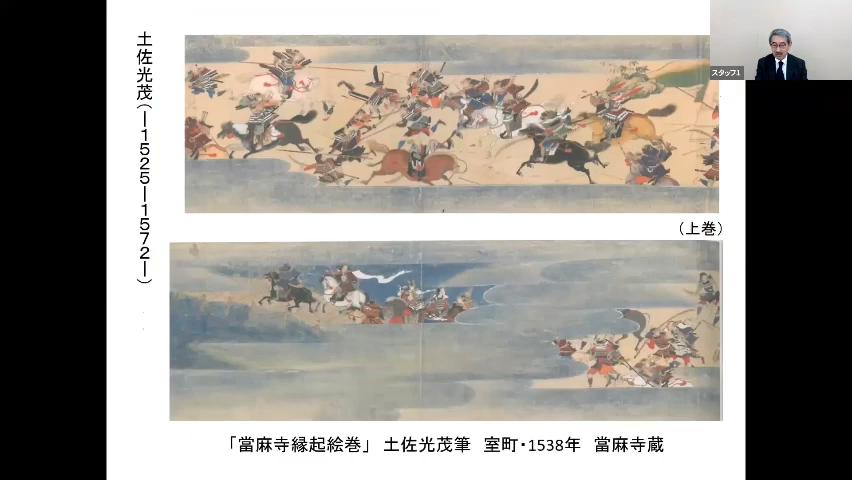 土佐光茂(ー1525ー1572ー)
スタッフ1
(上巻)
「當麻寺縁起絵巻」 土佐光茂筆 室町・1538年 當麻寺蔵